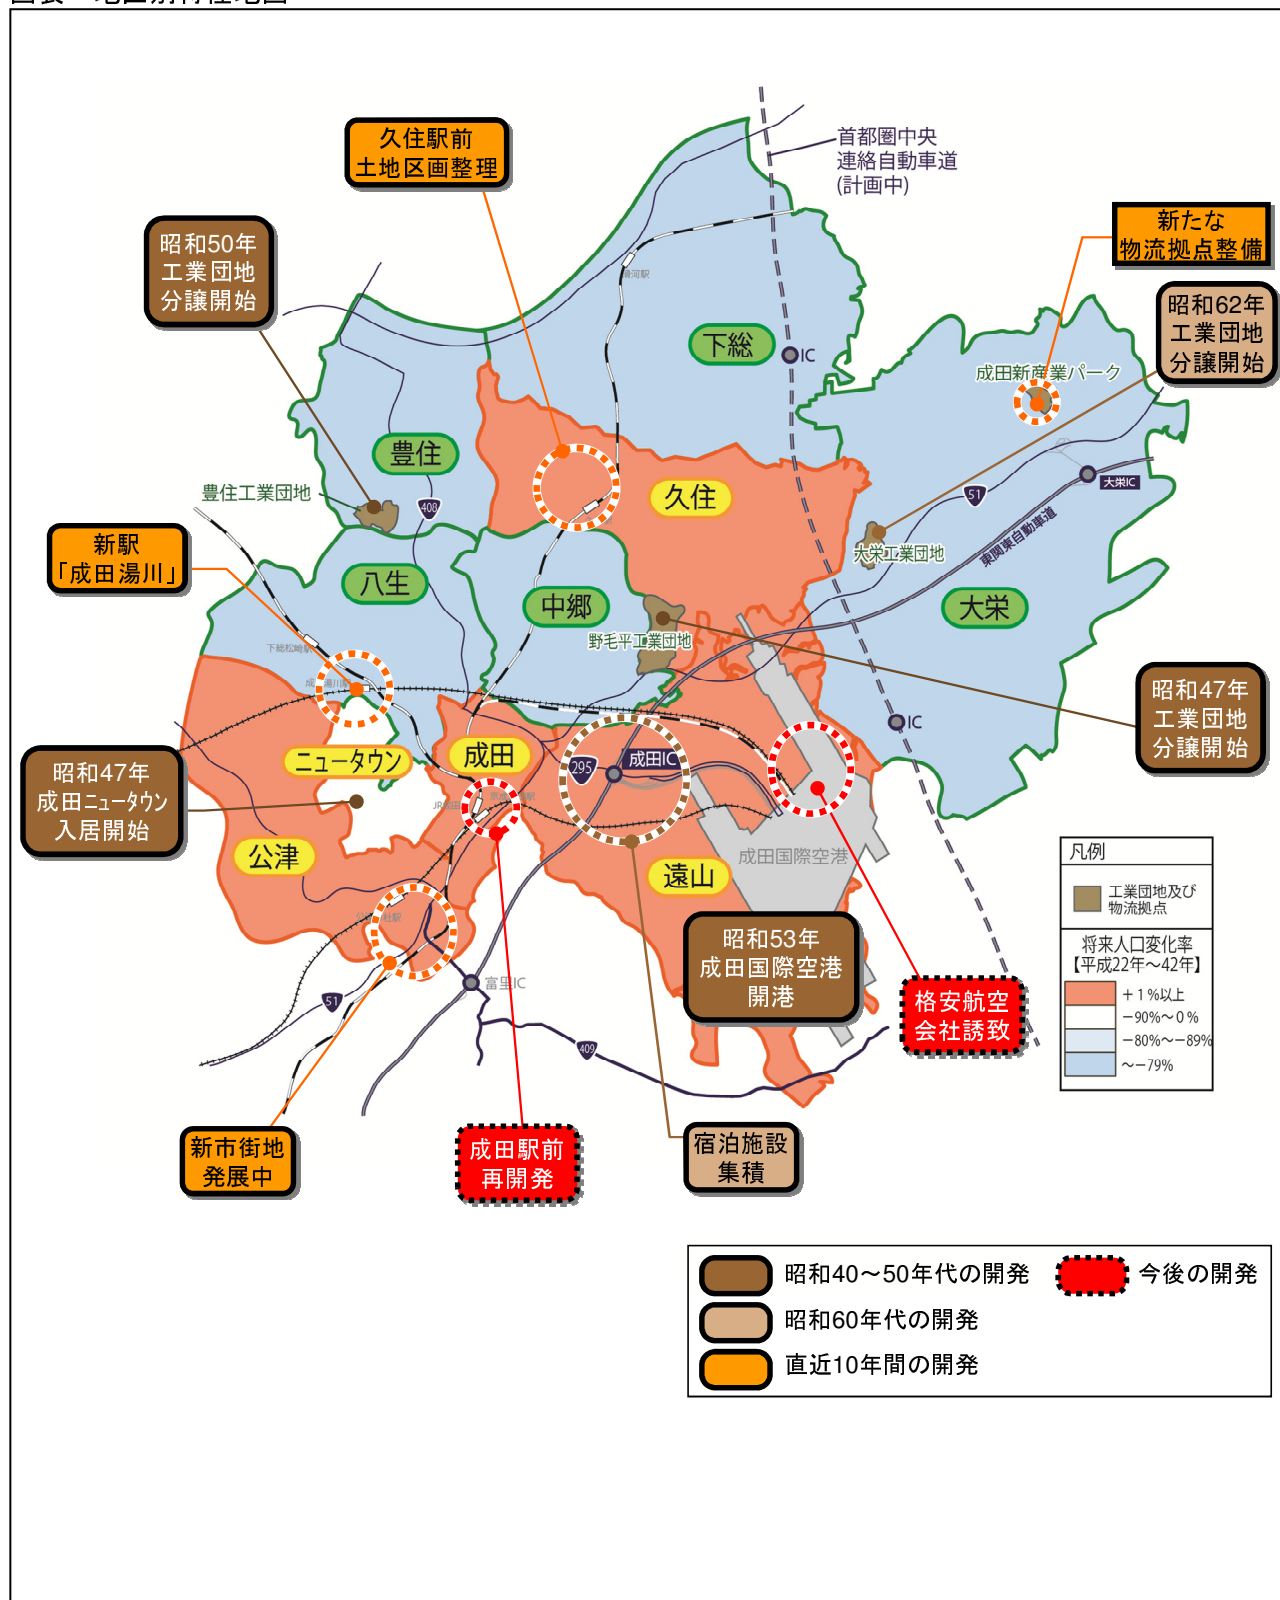 久住駅前
土地区画整理
首都圏中央
連絡自動車道
(計画中)
昭和50年
工業団地
分譲開始
新たな
物流拠点整備
昭和62年
工業団地
分譲開始
滑河駅
下総
IC
成田新産業パーク
豊住
久住
豊住工業団地
408
51
大栄IC
東関東自動車道
大栄工業団地
新駅
「成田湯川」
八生
中郷
大栄
野毛平工業団地
下総松崎駅
昭和47年
工業団地
分譲開始
IC
ニュータウン
成田
295
成田IC
昭和47年
成田ニュータウン
入居開始
公津
遠山
成田国際空港
凡例
工業団地及び
物流拠点
将来人口変化率
【平成22年～42年】
＋１%以上
－90%～０%
－80%～－89%
～－79%
昭和53年
成田国際空港
開港
格安航空
会社誘致
51
富里IC
409
新市街地
発展中
成田駅前
再開発
宿泊施設
集積
昭和40～50年代の開発
今後の開発
昭和60年代の開発
直近10年間の開発